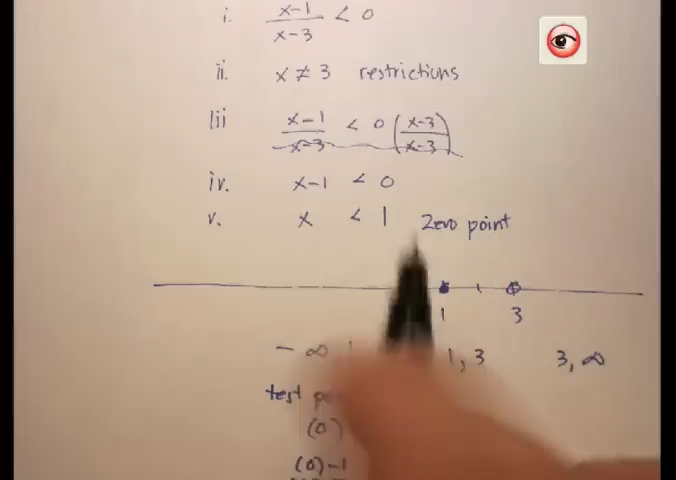 i. x-1/x-3 < 0
ii. x ≠ 3 restrictions
iii x-1/x-3 < 0 (x-3/x-3)
iv. x-1 < 0
v. x < 1 Zero point
1 3
- ∞ 1, 3 3, ∞
test
(0)
(0)-1